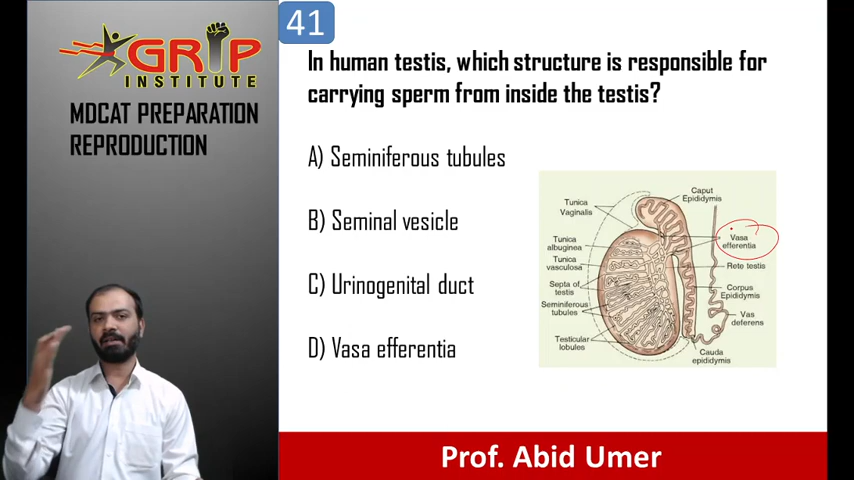 41
GRIP
INSTITUTE
MDCAT PREPARATION
REPRODUCTION
In human testis, which structure is responsible for
carrying sperm from inside the testis?
A) Seminiferous tubules
B) Seminal vesicle
C) Urinogenital duct
D) Vasa efferentia
Caput
Epididymis
Tunica
Vaginalis
Vasa
efferentia
Tunica
albuginea
Tunica
vasculosa
Rete testis
Septa of
testis
Corpus
Epididymis
Seminiferous
tubules
Vas
deferens
Testicular
lobules
Cauda
epididymis
Prof. Abid Umer